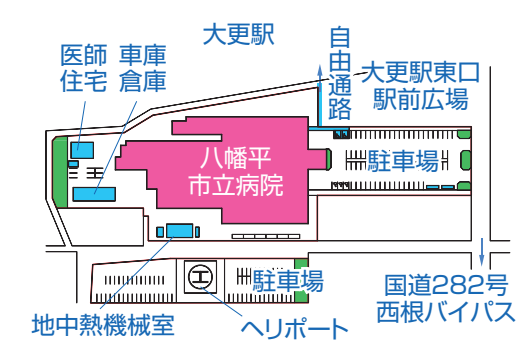 大更駅
医師
住宅
車庫
倉庫
自由通路
大更駅東口
駅前広場
八幡平
市立病院
駐車場
駐車場
国道282号
西根バイパス
地中熱機械室
ヘリポート